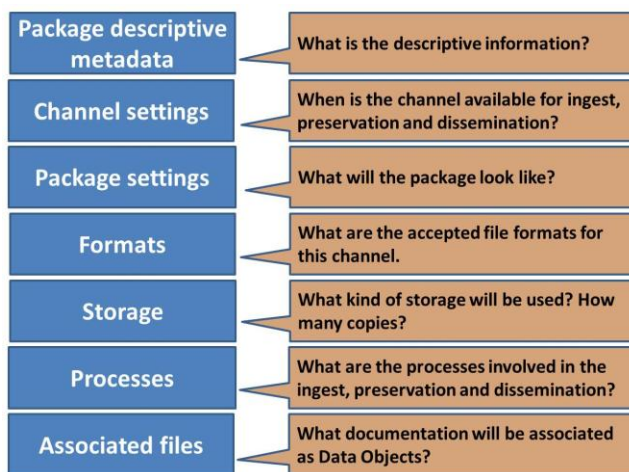 Package descriptive
metadata
What is the descriptive information?
Channel settings
When is the channel available for ingest,
preservation and dissemination?
Package settings
What will the package look like?
Formats
What are the accepted file formats for
this channel.
Storage
What kind of storage will be used? How
many copies?
Processes
What are the processes involved in the
ingest, preservation and dissemination?
Associated files
What documentation will be associated
as Data Objects?